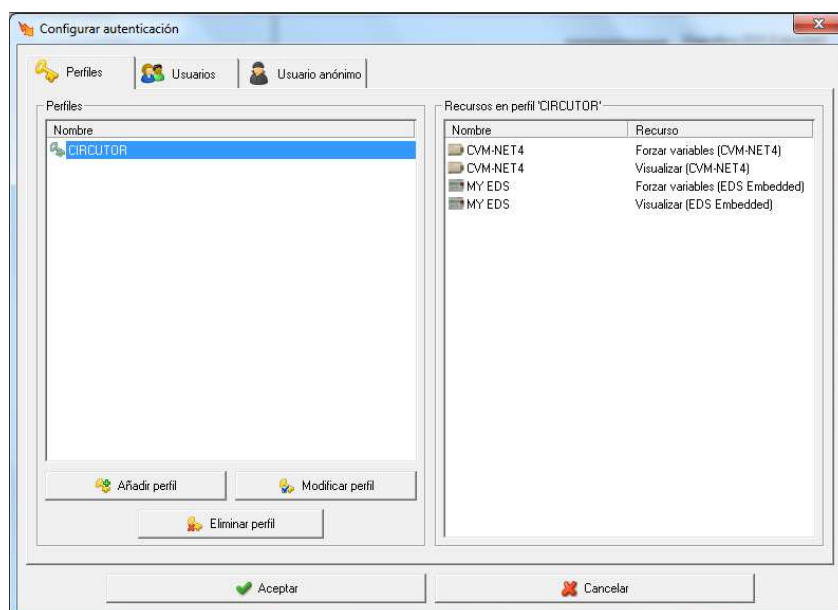 Configurar autenticación
Perfiles Usuarios Usuario anónimo
Perfiles
Nombre
CIRCUTOR
Añadir perfil Modificar perfil
Eliminar perfil
Recursos en perfil 'CIRCUTOR'
Nombre Recurso
CVM-NET4 Forzar variables (CVM-NET4)
CVM-NET4 Visualizar (CVM-NET4)
MY EDS Forzar variables (EDS Embedded)
MY EDS Visualizar (EDS Embedded)
Aceptar Cancelar